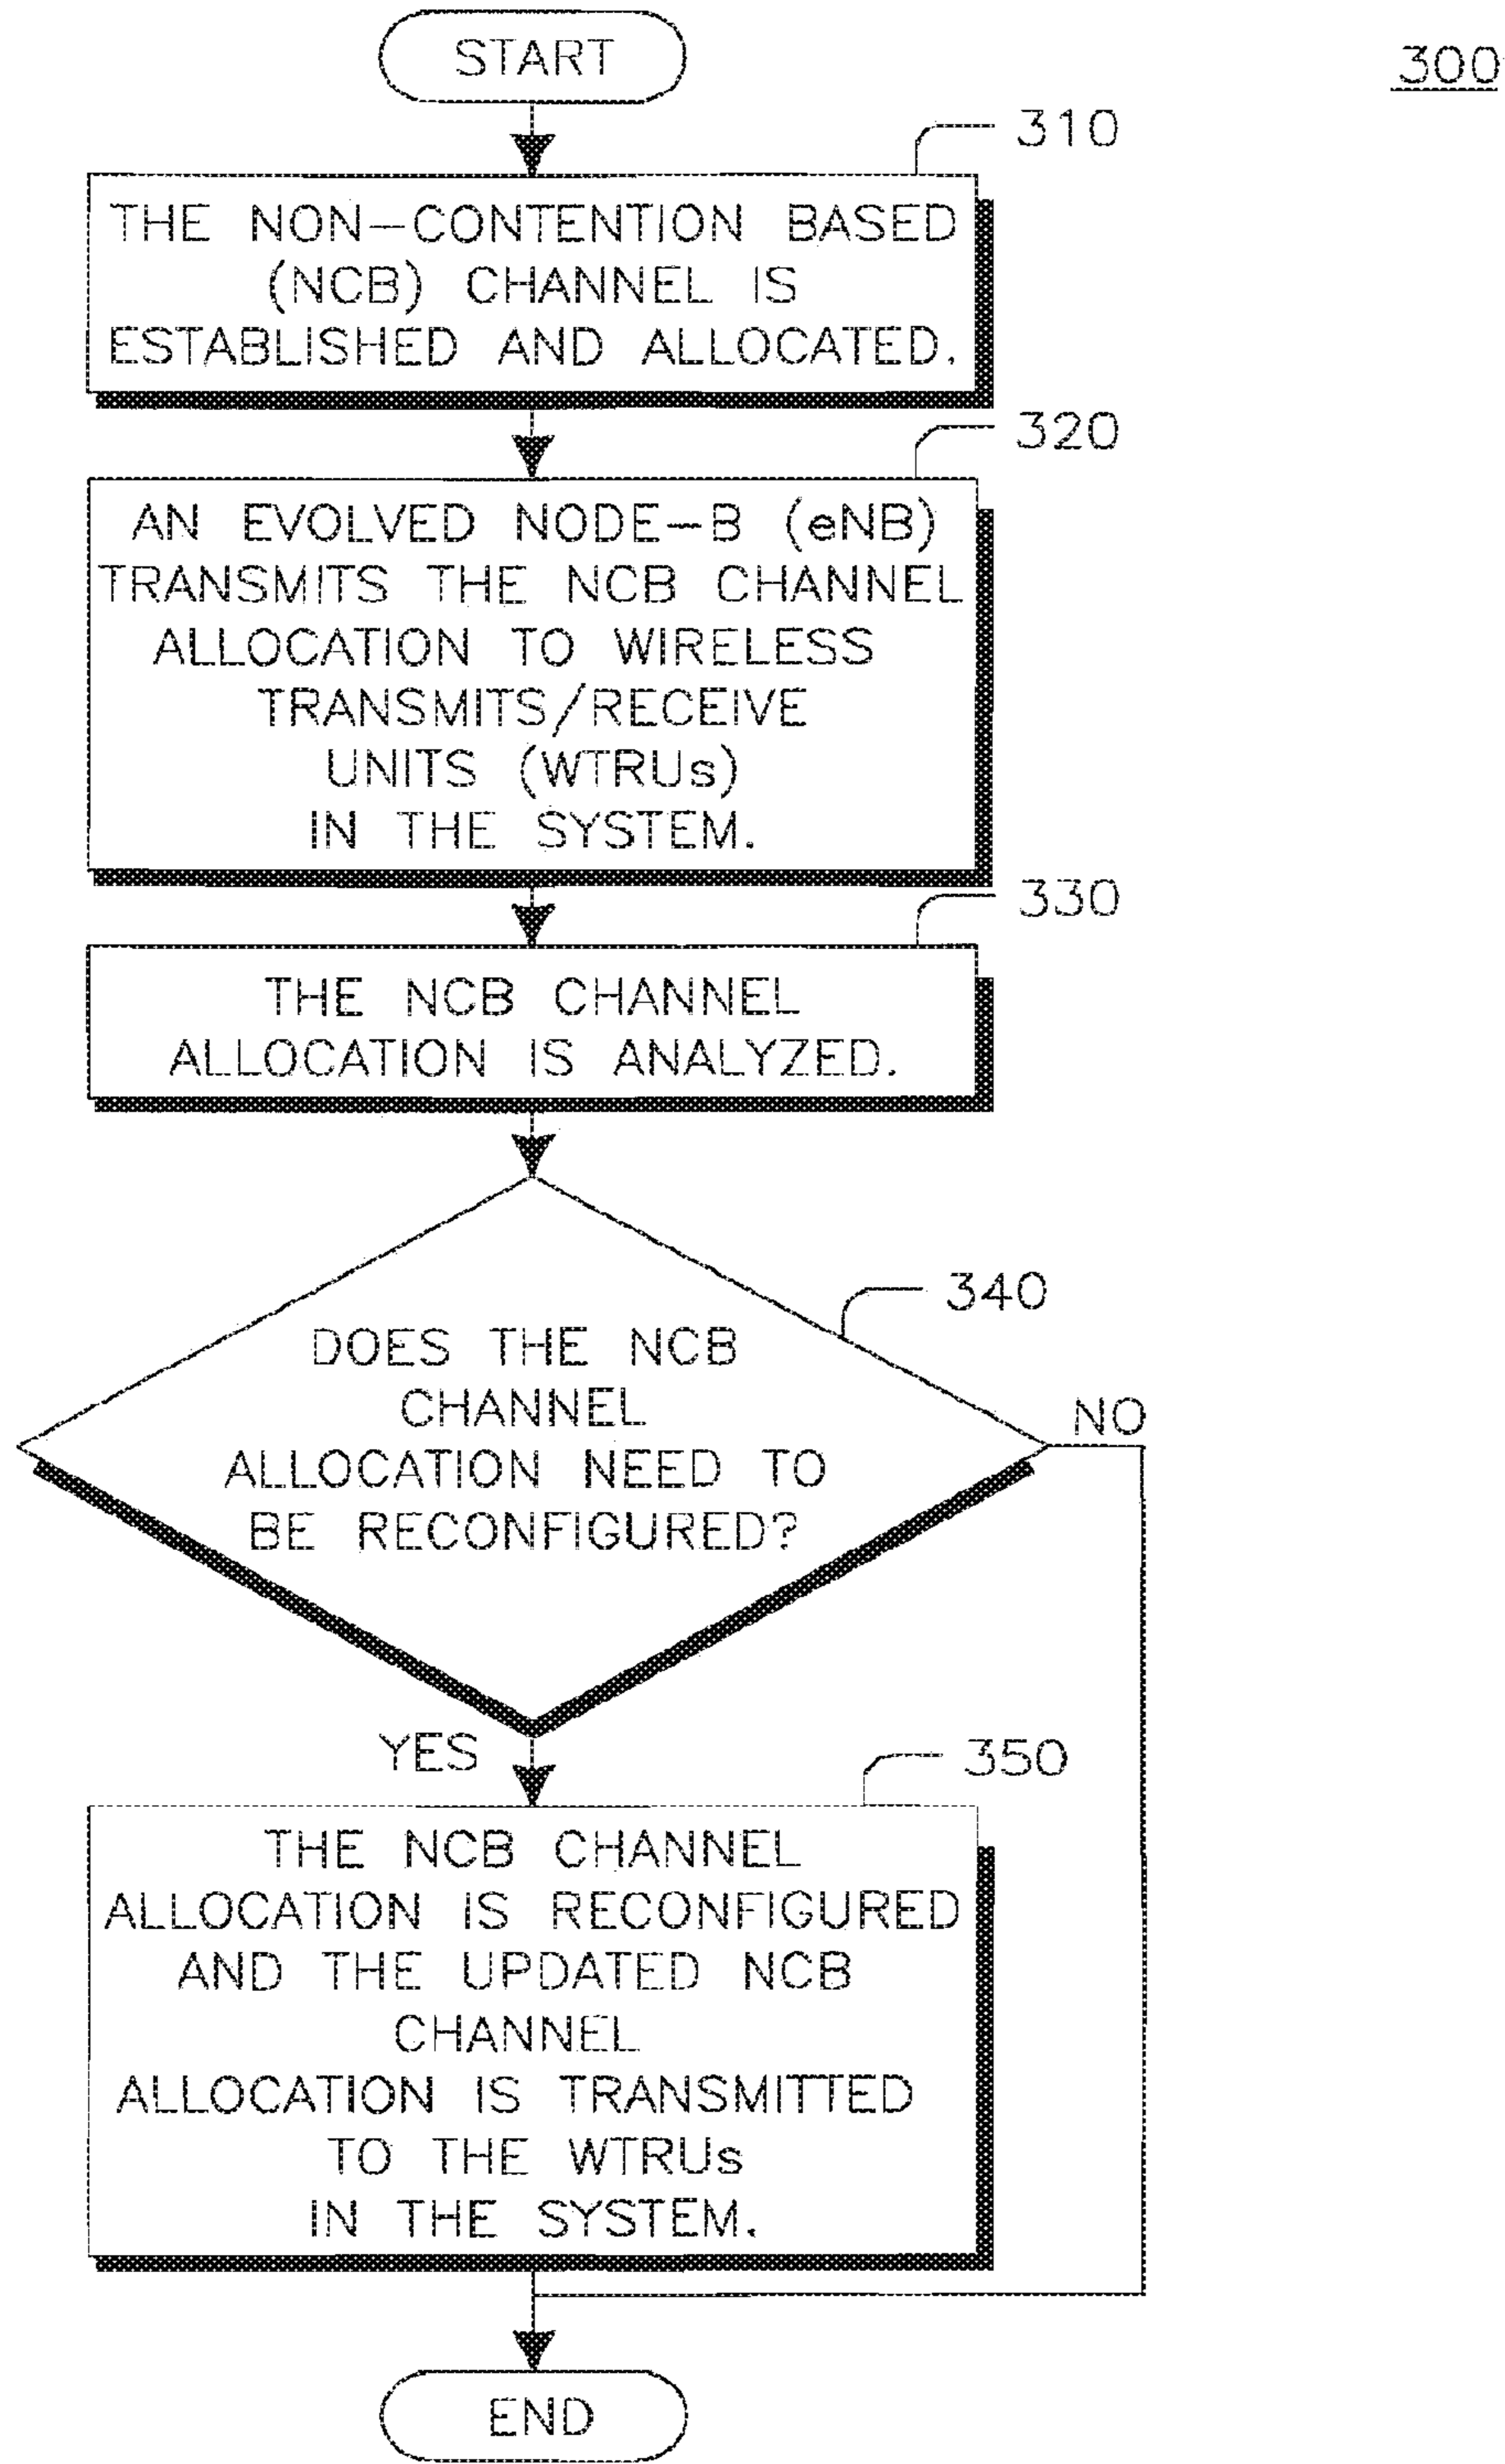 START
300
310
THE NON-CONTENTION BASED
(NCB) CHANNEL IS
ESTABLISHED AND ALLOCATED.
320
AN EVOLVED NODE-B (eNB)
TRANSMITS THE NCB CHANNEL
ALLOCATION TO WIRELESS
TRANSMITS/RECEIVE
UNITS (WTRUs)
IN THE SYSTEM.
330
THE NCB CHANNEL
ALLOCATION IS ANALYZED.
340
DOES THE NCB
CHANNEL
ALLOCATION NEED TO
BE RECONFIGURED?
NO
YES
350
THE NCB CHANNEL
ALLOCATION IS RECONFIGURED
AND THE UPDATED NCB
CHANNEL
ALLOCATION IS TRANSMITTED
TO THE WTRUs
IN THE SYSTEM.
END